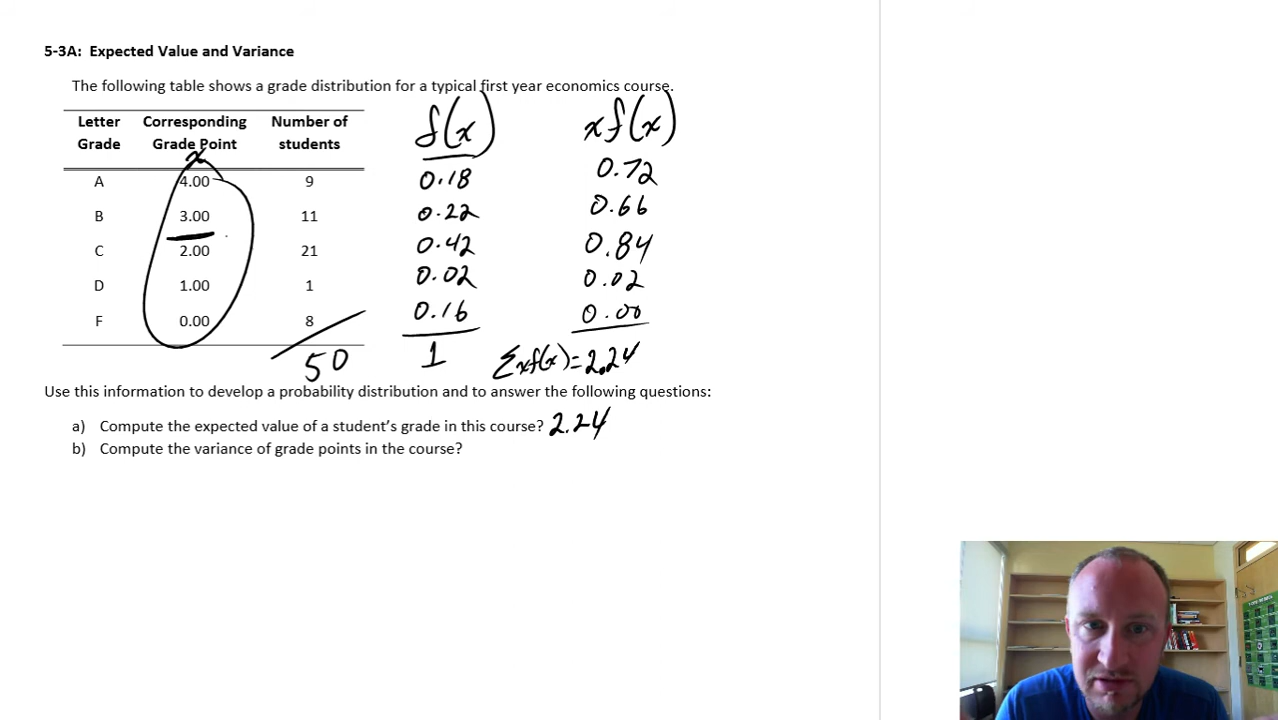 5-3A: Expected Value and Variance
The following table shows a grade distribution for a typical first year economics course.
Letter Grade Corresponding Grade Point Number of students f(x) xf(x)
x
A 4.00 9 0.18 0.72
B 3.00 11 0.22 0.66
C 2.00 21 0.42 0.84
D 1.00 1 0.02 0.02
F 0.00 8 0.16 0.00
50 1 Σxf(x)=2.24
Use this information to develop a probability distribution and to answer the following questions:
a) Compute the expected value of a student's grade in this course? 2.24
b) Compute the variance of grade points in the course?